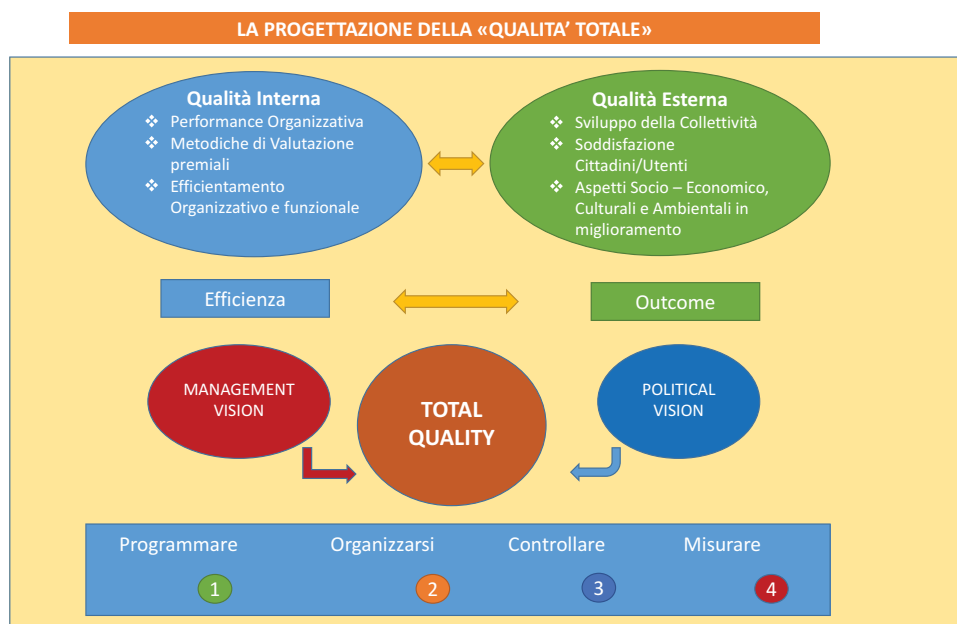 LA PROGETTAZIONE DELLA «QUALITA’ TOTALE»
Qualità Interna
❖ Performance Organizzativa
❖ Metodiche di Valutazione
premiali
❖ Efficientamento
Organizzativo e funzionale
Qualità Esterna
❖ Sviluppo della Collettività
❖ Soddisfazione
Cittadini/Utenti
❖ Aspetti Socio – Economico,
Culturali e Ambientali in
miglioramento
Efficienza
Outcome
MANAGEMENT
VISION
TOTAL
QUALITY
POLITICAL
VISION
Programmare
Organizzarsi
Controllare
Misurare
1
2
3
4